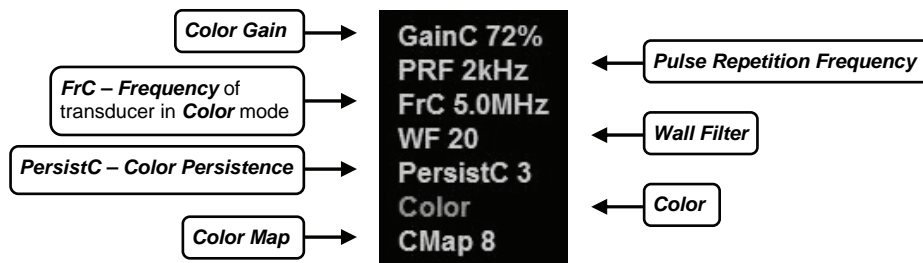 Color Gain
FrC – Frequency of
transducer in Color mode
PersistC – Color Persistence
Color Map
GainC 72%
PRF 2kHz
FrC 5.0MHz
WF 20
PersistC 3
Color
CMap 8
Pulse Repetition Frequency
Wall Filter
Color